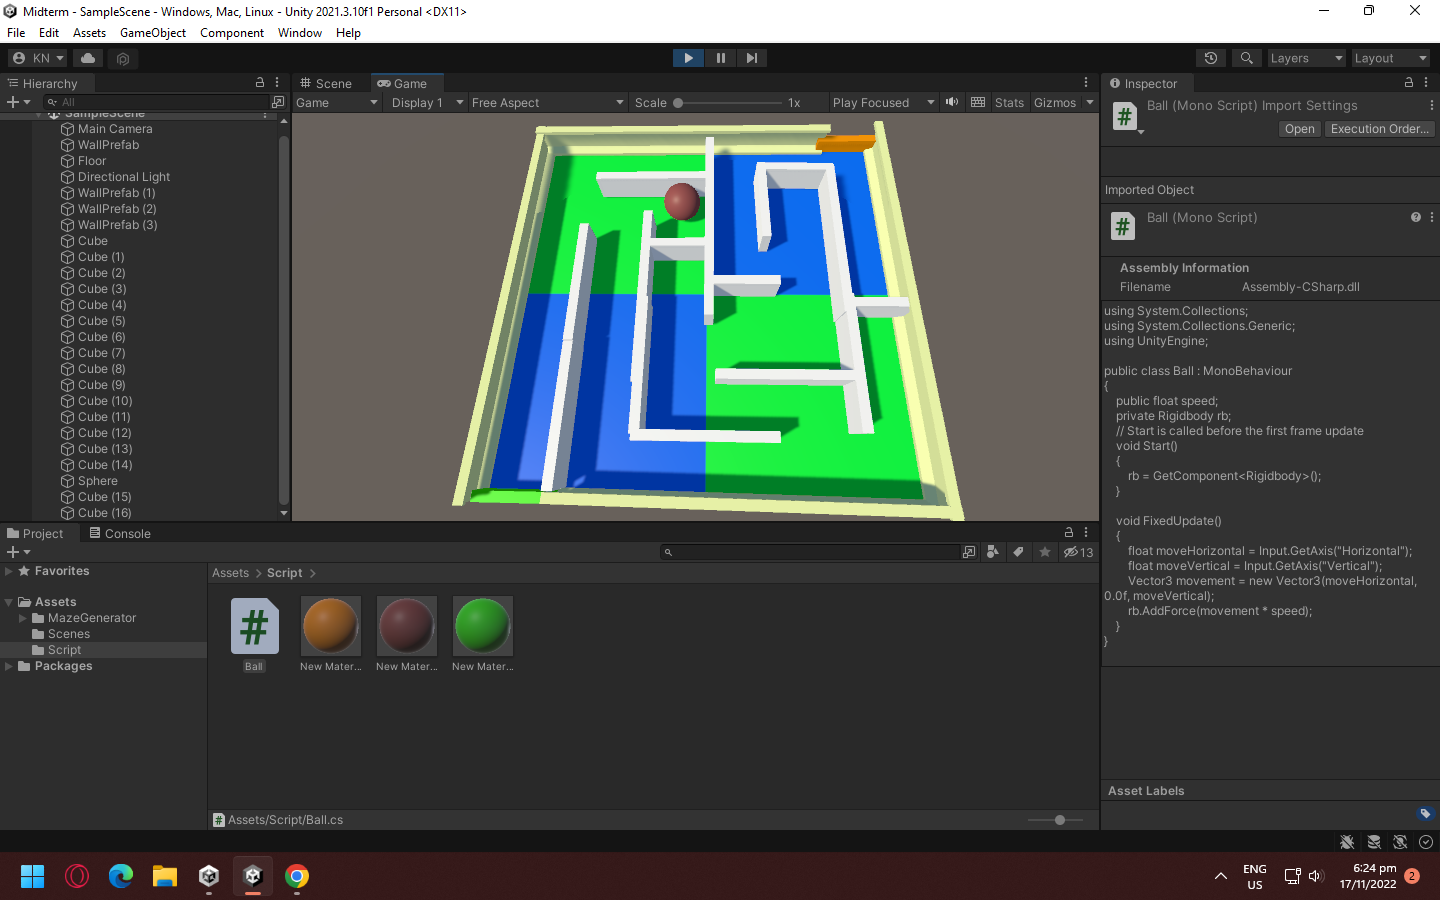 Midterm - SampleScene - Windows, Mac, Linux - Unity 2021.3.10f1 Personal <DX11>
File Edit Assets GameObject Component Window Help
KN
Layers
Layout
Hierarchy
All
SampleScene
Main Camera
WallPrefab
Floor
Directional Light
WallPrefab (1)
WallPrefab (2)
WallPrefab (3)
Cube
Cube (1)
Cube (2)
Cube (3)
Cube (4)
Cube (5)
Cube (6)
Cube (7)
Cube (8)
Cube (9)
Cube (10)
Cube (11)
Cube (12)
Cube (13)
Cube (14)
Sphere
Cube (15)
Cube (16)
Scene Game
Game Display 1 Free Aspect Scale 1x Play Focused Stats Gizmos
Inspector
Ball (Mono Script) Import Settings
Open Execution Order...
Imported Object
Ball (Mono Script)
Assembly Information
Filename Assembly-CSharp.dll
using System.Collections;
using System.Collections.Generic;
using UnityEngine;
public class Ball : MonoBehaviour
{
public float speed;
private Rigidbody rb;
// Start is called before the first frame update
void Start()
{
rb = GetComponent<Rigidbody>();
}
void FixedUpdate()
{
float moveHorizontal = Input.GetAxis("Horizontal");
float moveVertical = Input.GetAxis("Vertical");
Vector3 movement = new Vector3(moveHorizontal,
0.0f, moveVertical);
rb.AddForce(movement * speed);
}
}
Asset Labels
Project Console
13
Favorites
Assets
MazeGenerator
Scenes
Script
Packages
Assets > Script >
Ball
New Mater...
New Mater...
New Mater...
Assets/Script/Ball.cs
ENG
US
6:24 pm
17/11/2022
2